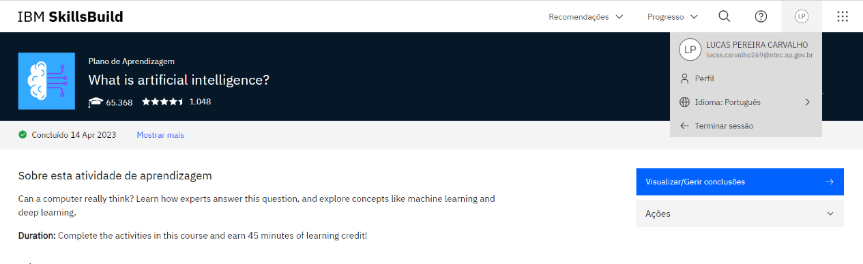 IBM SkillsBuild
Recomendações
Progresso
LP
LP
LUCAS PEREIRA CARVALHO
lucas.carvalho269@etec.sp.gov.br
Perfil
Idioma: Português
Terminar sessão
Plano de Aprendizagem
What is artificial intelligence?
65.368
1.048
Concluído 14 Apr 2023
Mostrar mais
Sobre esta atividade de aprendizagem
Can a computer really think? Learn how experts answer this question, and explore concepts like machine learning and
deep learning.
Duration: Complete the activities in this course and earn 45 minutes of learning credit!
Visualizar/Gerir conclusões
Ações